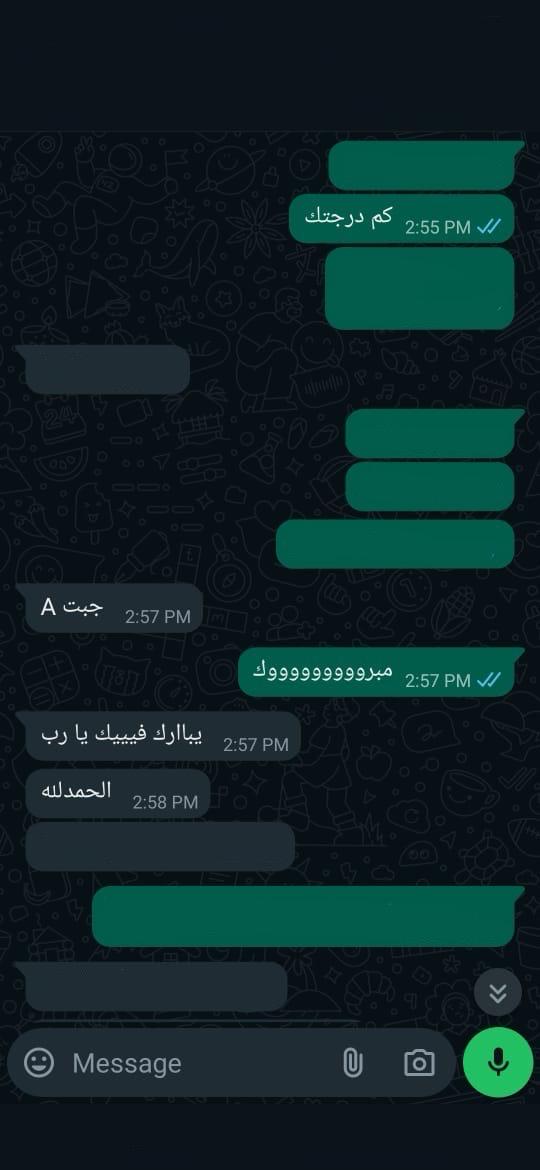 كم درجتك
2:55 PM
جبت A
2:57 PM
مبروووووووووك
2:57 PM
يباارك فيييك يا رب
2:57 PM
الحمدلله
2:58 PM
Message